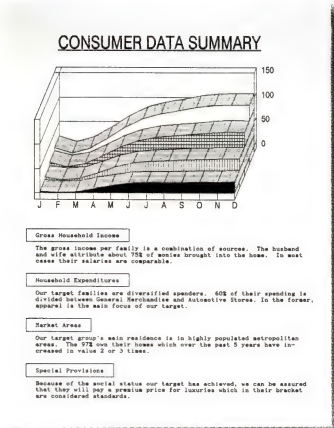 CONSUMER DATA SUMMARY
150
100
50
0
J F M A M J J A S O N D
Gross Household Income
The gross income per family is a combination of sources. The husband
and wife attribute about 75% of monies brought into the home. In most
cases their salaries are comparable.
Household Expenditures
Our target families are diversified spenders. 60% of their spending is
divided between General Merchandise and Automotive Stores. In the former,
apparel is the main focus of our target.
Market Areas
Our target group's main residence is in highly populated metropolitan
areas. The 97% own their homes which over the past 5 years have in-
creased in value 2 or 3 times.
Special Provisions
Because of the social status our target has achieved, we can be assured
that they will pay a premium price for luxuries which in their bracket
are considered standards.